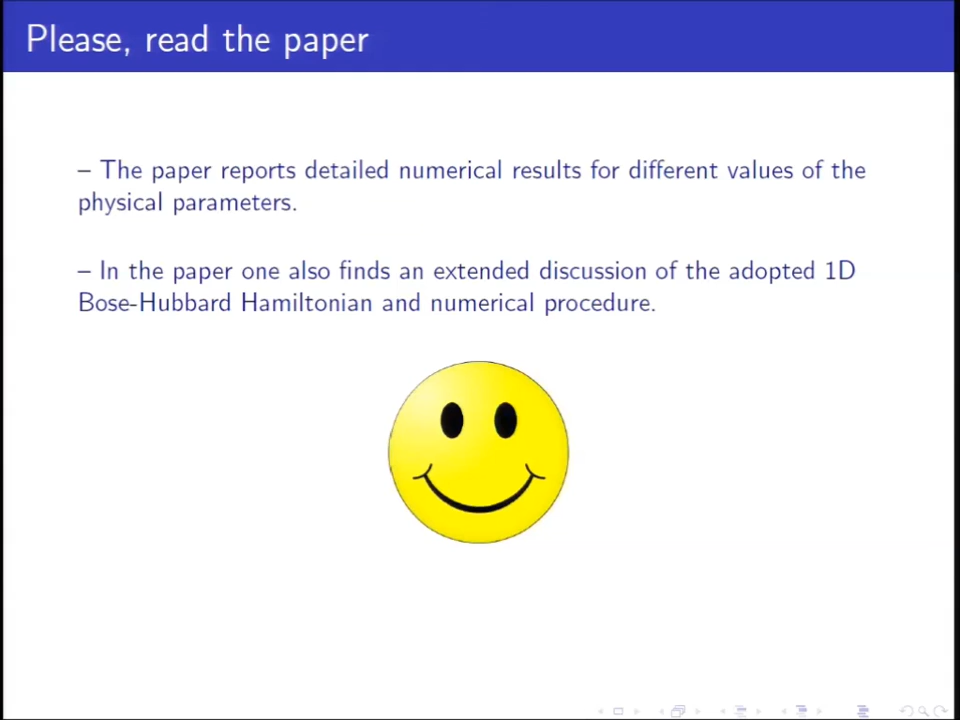 Please, read the paper
– The paper reports detailed numerical results for different values of the
physical parameters.
– In the paper one also finds an extended discussion of the adopted 1D
Bose-Hubbard Hamiltonian and numerical procedure.